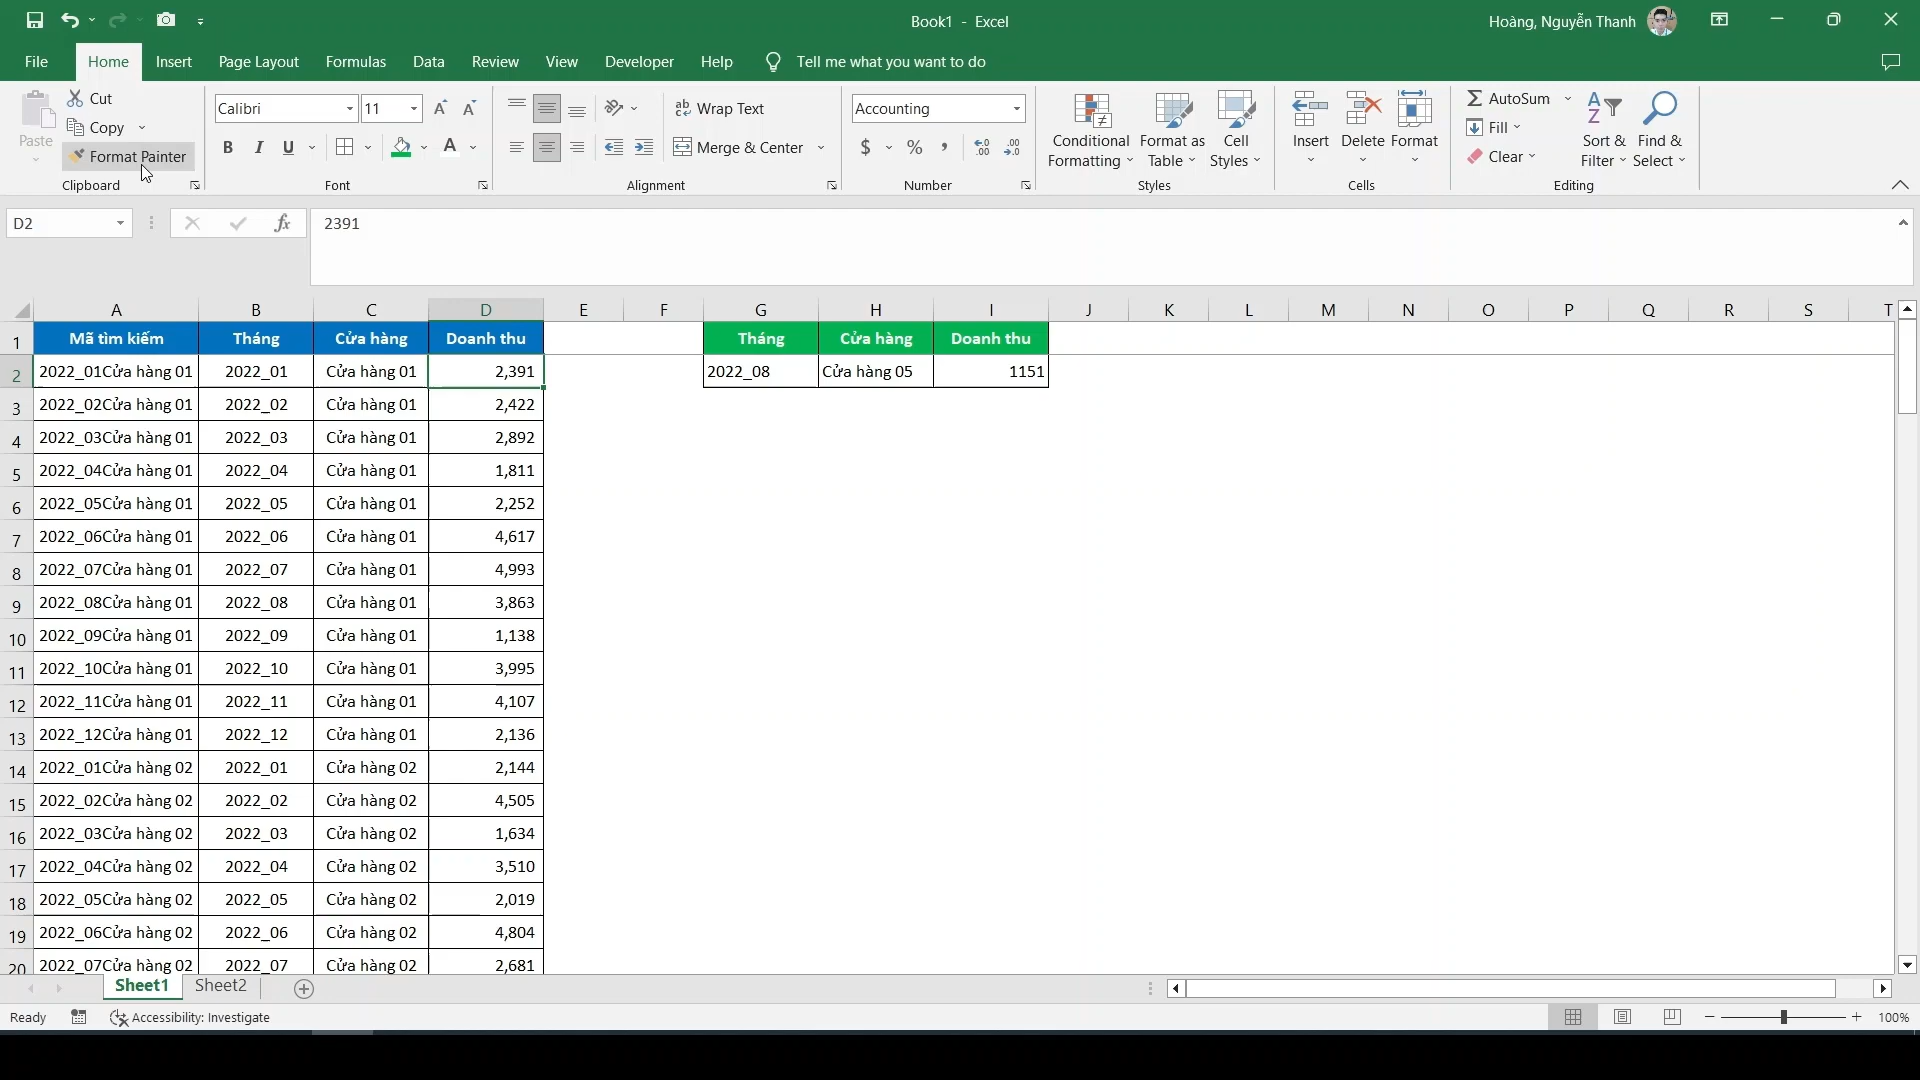 Book1 - Excel
Hoàng, Nguyễn Thanh
File Home Insert Page Layout Formulas Data Review View Developer Help Tell me what you want to do
Paste
Cut
Copy
Format Painter
Clipboard
Calibri 11
B I U A
Font
Wrap Text
Merge & Center
Alignment
Accounting
$ % ,
Number
Conditional Formatting
Format as Table
Cell Styles
Styles
Insert Delete Format
Cells
AutoSum
Fill
Clear
Sort & Filter
Find & Select
Editing
D2 fx 2391
A B C D E F G H I J K L M N O P Q R S T
1 Mã tìm kiếm Tháng Cửa hàng Doanh thu Tháng Cửa hàng Doanh thu
2 2022_01Cửa hàng 01 2022_01 Cửa hàng 01 2,391 2022_08 Cửa hàng 05 1151
3 2022_02Cửa hàng 01 2022_02 Cửa hàng 01 2,422
4 2022_03Cửa hàng 01 2022_03 Cửa hàng 01 2,892
5 2022_04Cửa hàng 01 2022_04 Cửa hàng 01 1,811
6 2022_05Cửa hàng 01 2022_05 Cửa hàng 01 2,252
7 2022_06Cửa hàng 01 2022_06 Cửa hàng 01 4,617
8 2022_07Cửa hàng 01 2022_07 Cửa hàng 01 4,993
9 2022_08Cửa hàng 01 2022_08 Cửa hàng 01 3,863
10 2022_09Cửa hàng 01 2022_09 Cửa hàng 01 1,138
11 2022_10Cửa hàng 01 2022_10 Cửa hàng 01 3,995
12 2022_11Cửa hàng 01 2022_11 Cửa hàng 01 4,107
13 2022_12Cửa hàng 01 2022_12 Cửa hàng 01 2,136
14 2022_01Cửa hàng 02 2022_01 Cửa hàng 02 2,144
15 2022_02Cửa hàng 02 2022_02 Cửa hàng 02 4,505
16 2022_03Cửa hàng 02 2022_03 Cửa hàng 02 1,634
17 2022_04Cửa hàng 02 2022_04 Cửa hàng 02 3,510
18 2022_05Cửa hàng 02 2022_05 Cửa hàng 02 2,019
19 2022_06Cửa hàng 02 2022_06 Cửa hàng 02 4,804
20 2022_07Cửa hàng 02 2022_07 Cửa hàng 02 2,681
Sheet1 Sheet2
Ready Accessibility: Investigate 100%